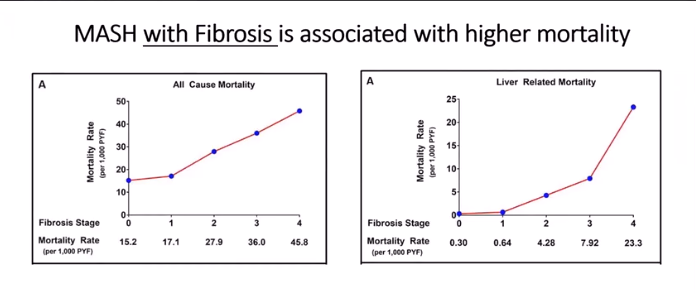 MASH with Fibrosis is associated with higher mortality
A
All Cause Mortality
Mortality Rate
(per 1,000 PYF)
50
40
30
20
10
0
0 1 2 3 4
Fibrosis Stage
Mortality Rate 15.2 17.1 27.9 36.0 45.8
(per 1,000 PYF)
A
Liver Related Mortality
Mortality Rate
(per 1,000 PYF)
25
20
15
10
5
0
0 1 2 3 4
Fibrosis Stage
Mortality Rate 0.30 0.64 4.28 7.92 23.3
(per 1,000 PYF)